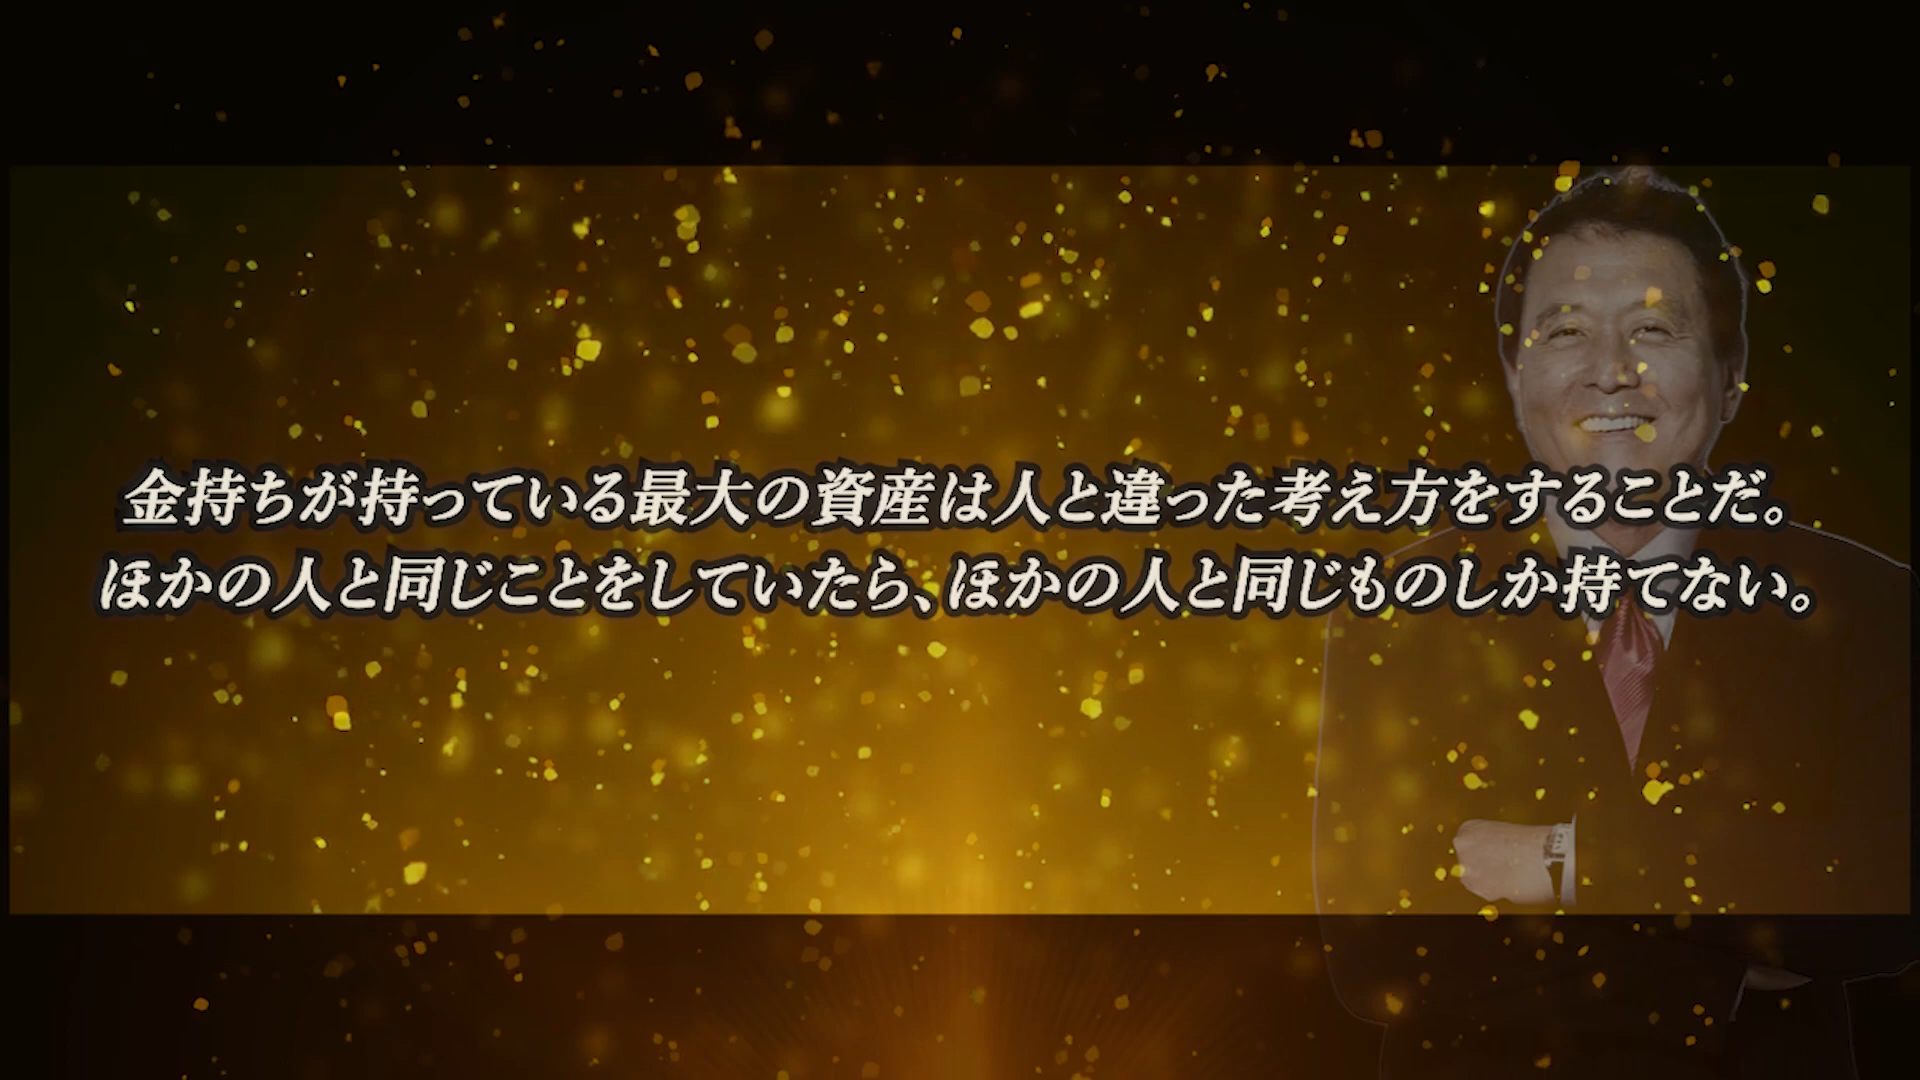 金持ちが持っている最大の資産は人と違った考え方をすることだ。
ほかの人と同じことをしていたら、ほかの人と同じものしか持てない。